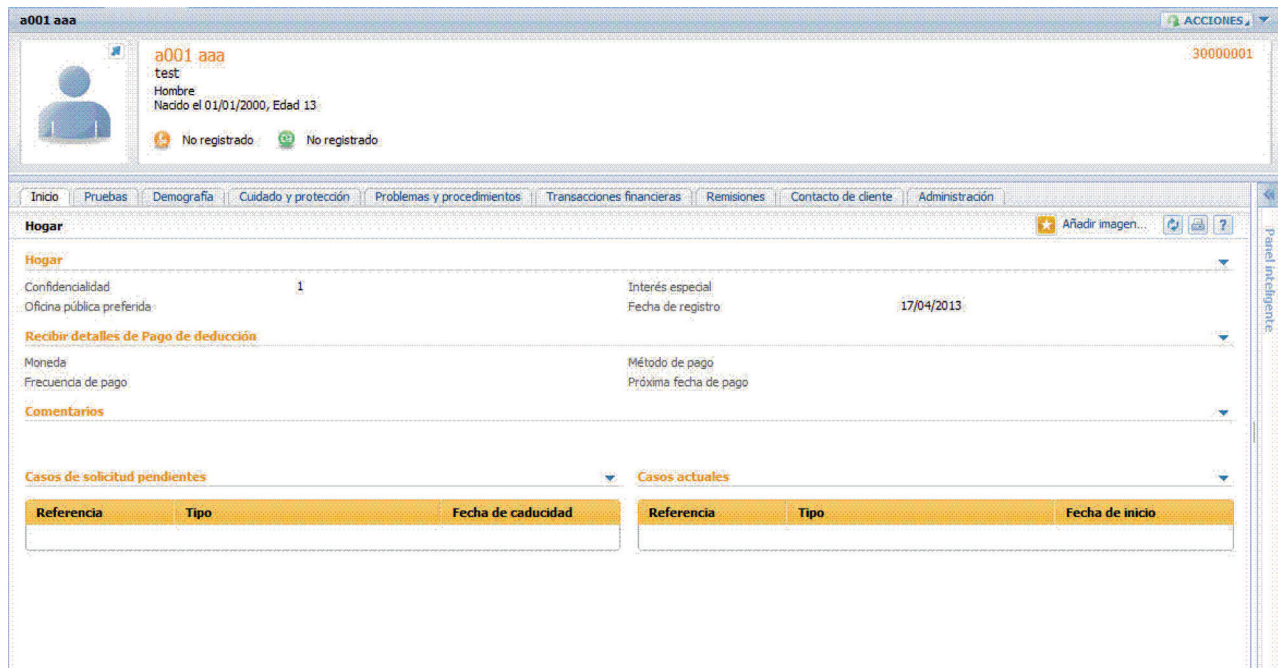 a001 aaa
ACCIONES
a001 aaa
30000001
test
Hombre
Nacido el 01/01/2000, Edad 13
No registrado No registrado
Inicio Pruebas Demografía Cuidado y protección Problemas y procedimientos Transacciones financieras Remisiones Contacto de cliente Administración
Hogar
Añadir imagen... ?
Panel inteligente
Hogar
Confidencialidad 1 Interés especial
Oficina pública preferida Fecha de registro 17/04/2013
Recibir detalles de Pago de deducción
Moneda Método de pago
Frecuencia de pago Próxima fecha de pago
Comentarios
Casos de solicitud pendientes Casos actuales
Referencia Tipo Fecha de caducidad Referencia Tipo Fecha de inicio